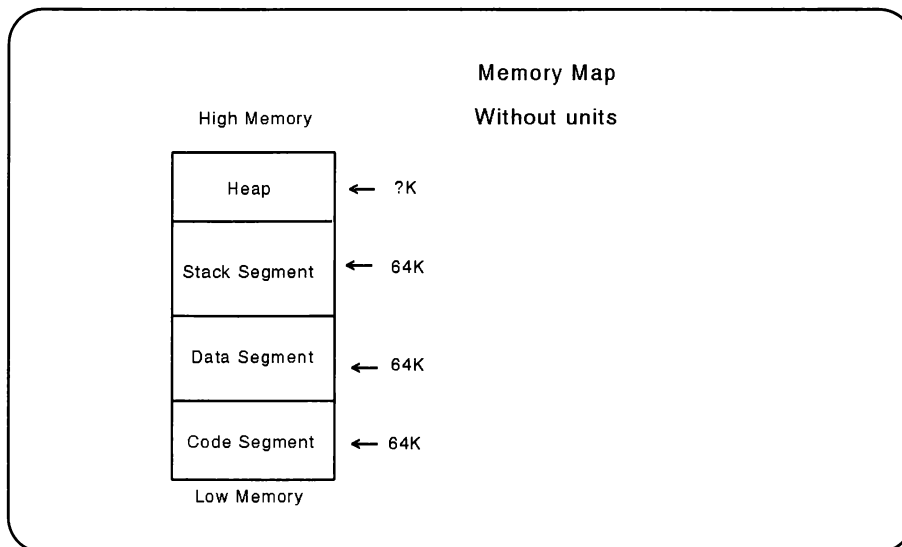 Memory Map
Without units
High Memory
Heap
?K
Stack Segment
64K
Data Segment
64K
Code Segment
64K
Low Memory